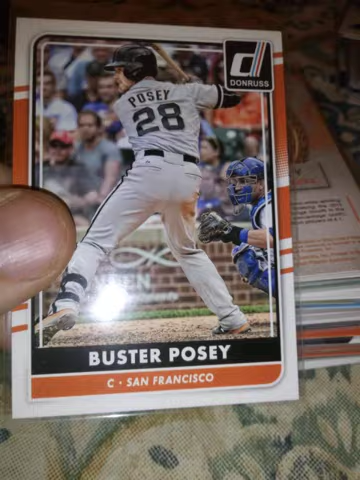 DONRUSS
POSEY
28
BUSTER POSEY
C · SAN FRANCISCO